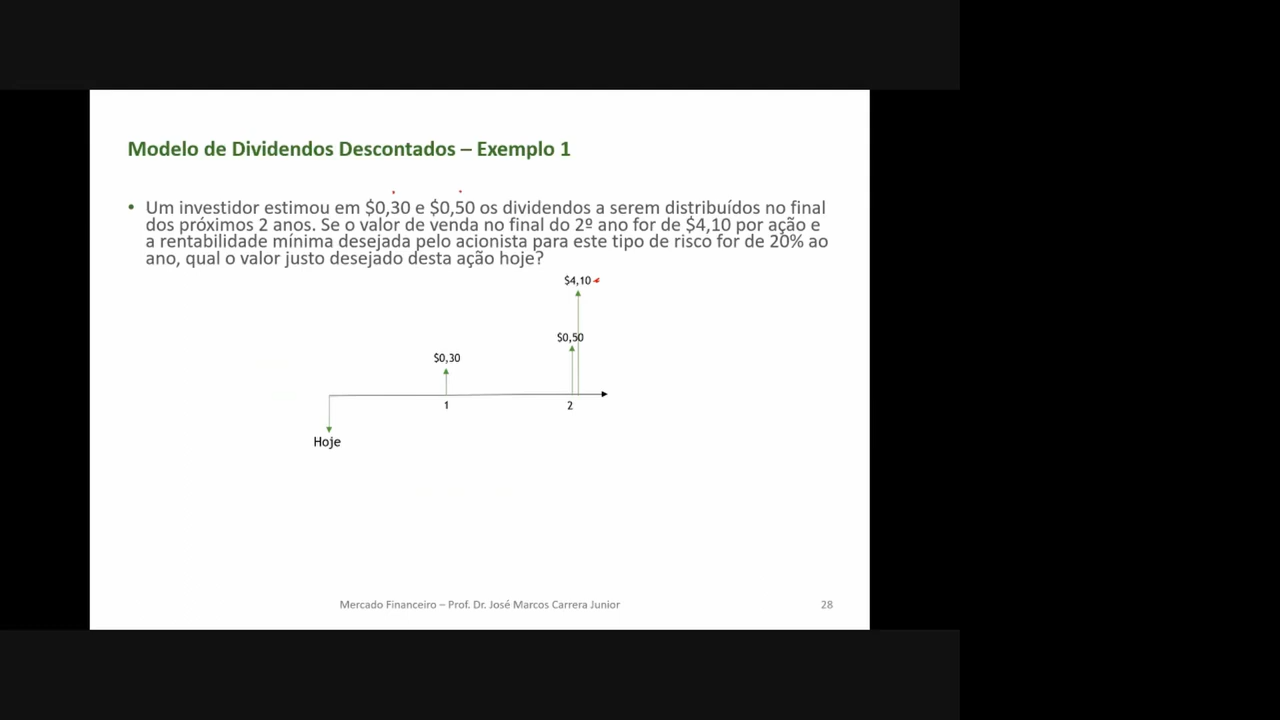 Modelo de Dividendos Descontados – Exemplo 1
• Um investidor estimou em $0,30 e $0,50 os dividendos a serem distribuídos no final
dos próximos 2 anos. Se o valor de venda no final do 2º ano for de $4,10 por ação e
a rentabilidade mínima desejada pelo acionista para este tipo de risco for de 20% ao
ano, qual o valor justo desejado desta ação hoje?
$4,10
$0,50
$0,30
1
2
Hoje
Mercado Financeiro – Prof. Dr. José Marcos Carrera Junior
28